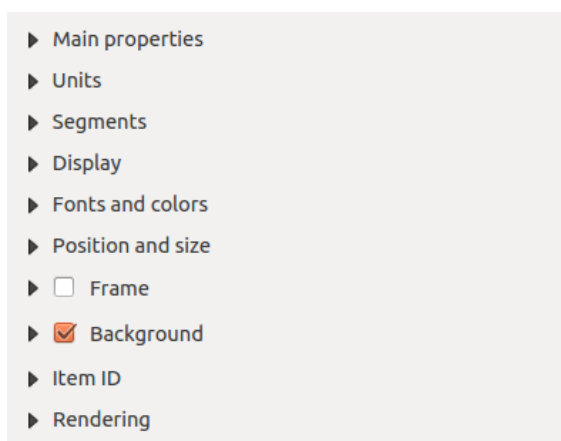 Main properties
Units
Segments
Display
Fonts and colors
Position and size
Frame
Background
Item ID
Rendering